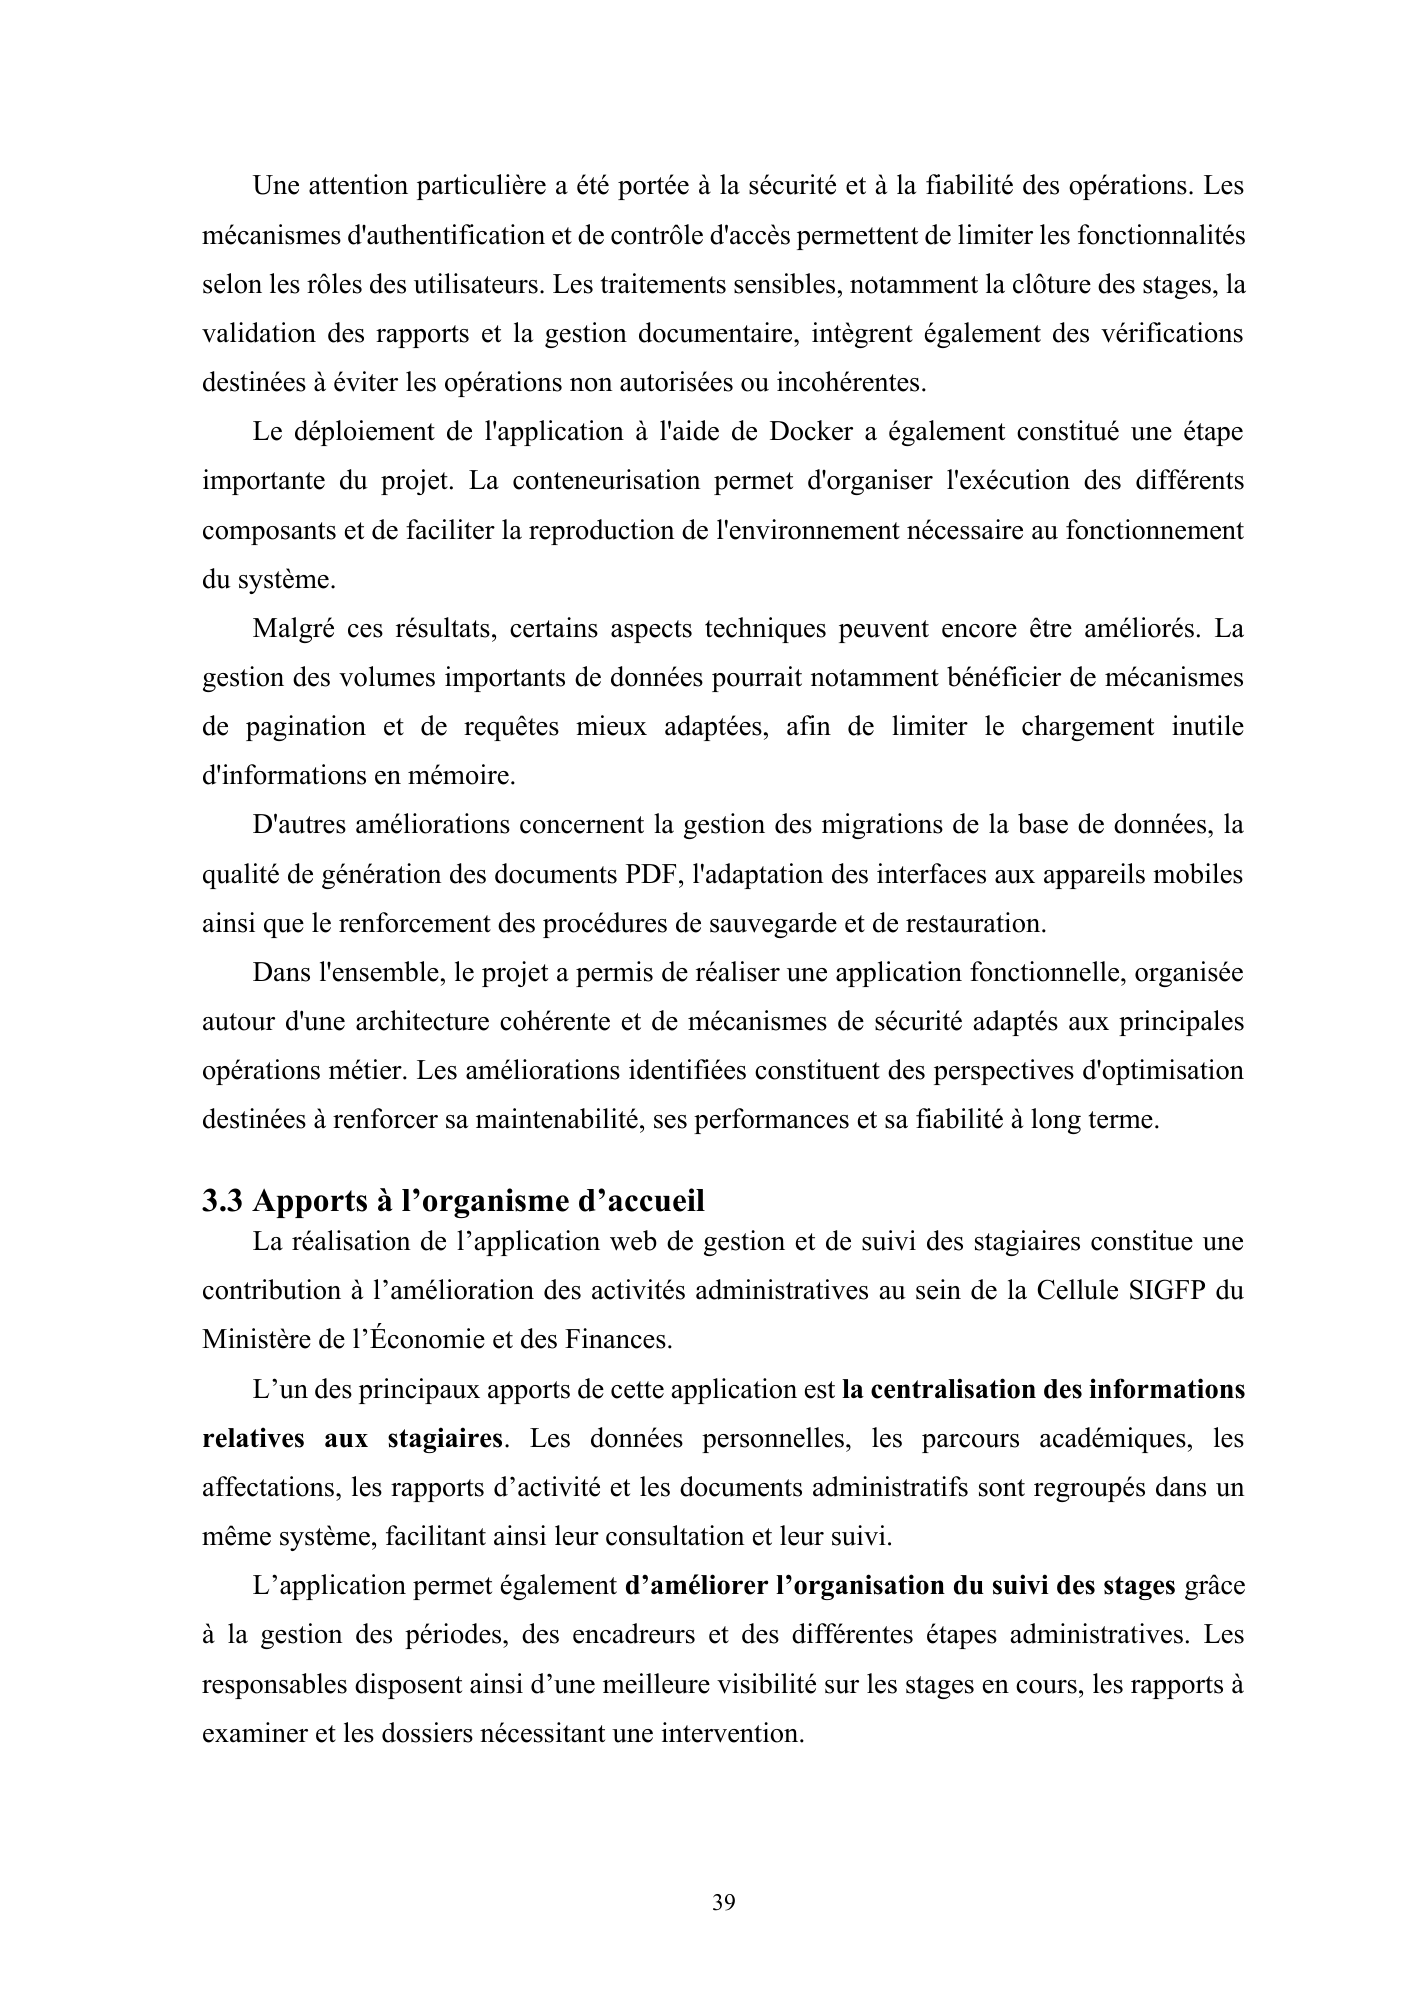 Une attention particulière a été portée à la sécurité et à la fiabilité des opérations. Les
mécanismes d'authentification et de contrôle d'accès permettent de limiter les fonctionnalités
selon les rôles des utilisateurs. Les traitements sensibles, notamment la clôture des stages, la
validation des rapports et la gestion documentaire, intègrent également des vérifications
destinées à éviter les opérations non autorisées ou incohérentes.
Le déploiement de l'application à l'aide de Docker a également constitué une étape
importante du projet. La conteneurisation permet d'organiser l'exécution des différents
composants et de faciliter la reproduction de l'environnement nécessaire au fonctionnement
du système.
Malgré ces résultats, certains aspects techniques peuvent encore être améliorés. La
gestion des volumes importants de données pourrait notamment bénéficier de mécanismes
de pagination et de requêtes mieux adaptées, afin de limiter le chargement inutile
d'informations en mémoire.
D'autres améliorations concernent la gestion des migrations de la base de données, la
qualité de génération des documents PDF, l'adaptation des interfaces aux appareils mobiles
ainsi que le renforcement des procédures de sauvegarde et de restauration.
Dans l'ensemble, le projet a permis de réaliser une application fonctionnelle, organisée
autour d'une architecture cohérente et de mécanismes de sécurité adaptés aux principales
opérations métier. Les améliorations identifiées constituent des perspectives d'optimisation
destinées à renforcer sa maintenabilité, ses performances et sa fiabilité à long terme.
3.3 Apports à l’organisme d’accueil
La réalisation de l’application web de gestion et de suivi des stagiaires constitue une
contribution à l’amélioration des activités administratives au sein de la Cellule SIGFP du
Ministère de l’Économie et des Finances.
L’un des principaux apports de cette application est la centralisation des informations
relatives aux stagiaires. Les données personnelles, les parcours académiques, les
affectations, les rapports d’activité et les documents administratifs sont regroupés dans un
même système, facilitant ainsi leur consultation et leur suivi.
L’application permet également d’améliorer l’organisation du suivi des stages grâce
à la gestion des périodes, des encadreurs et des différentes étapes administratives. Les
responsables disposent ainsi d’une meilleure visibilité sur les stages en cours, les rapports à
examiner et les dossiers nécessitant une intervention.
39